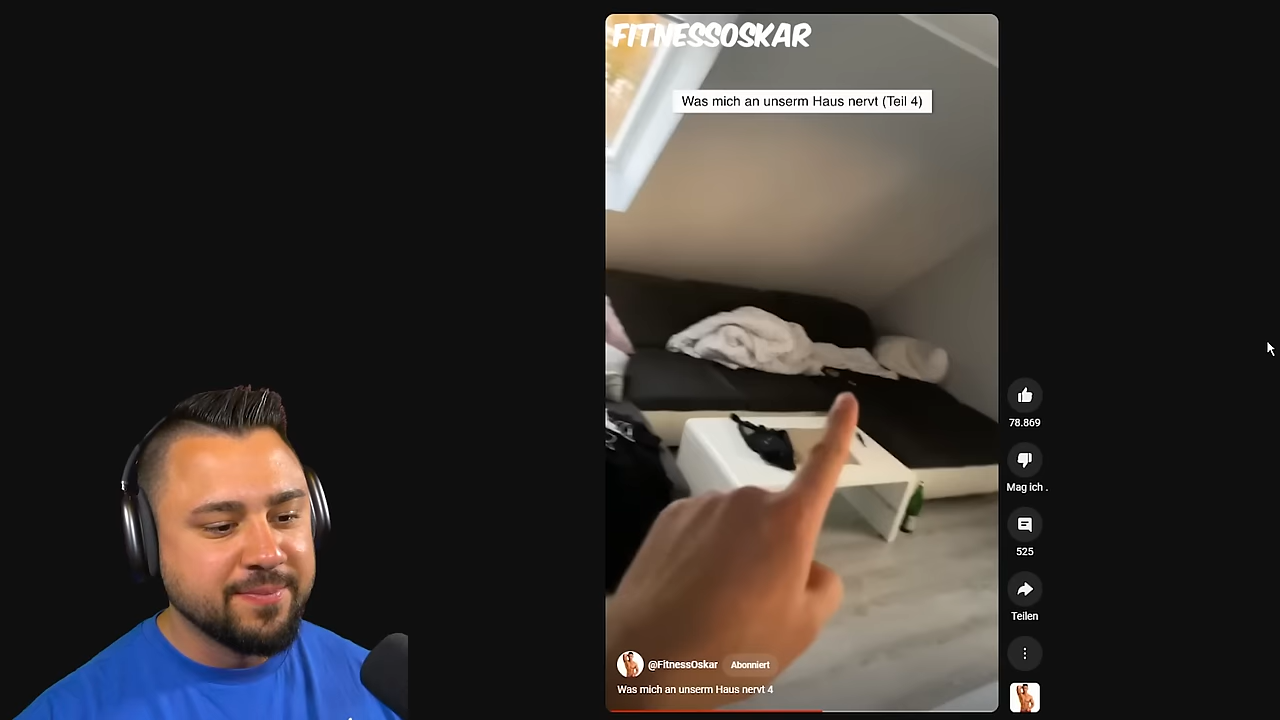 FITNESSOSKAR
Was mich an unserm Haus nervt (Teil 4)
78.869
Mag ich .
525
Teilen
@FitnessOskar
Abonniert
Was mich an unserm Haus nervt 4